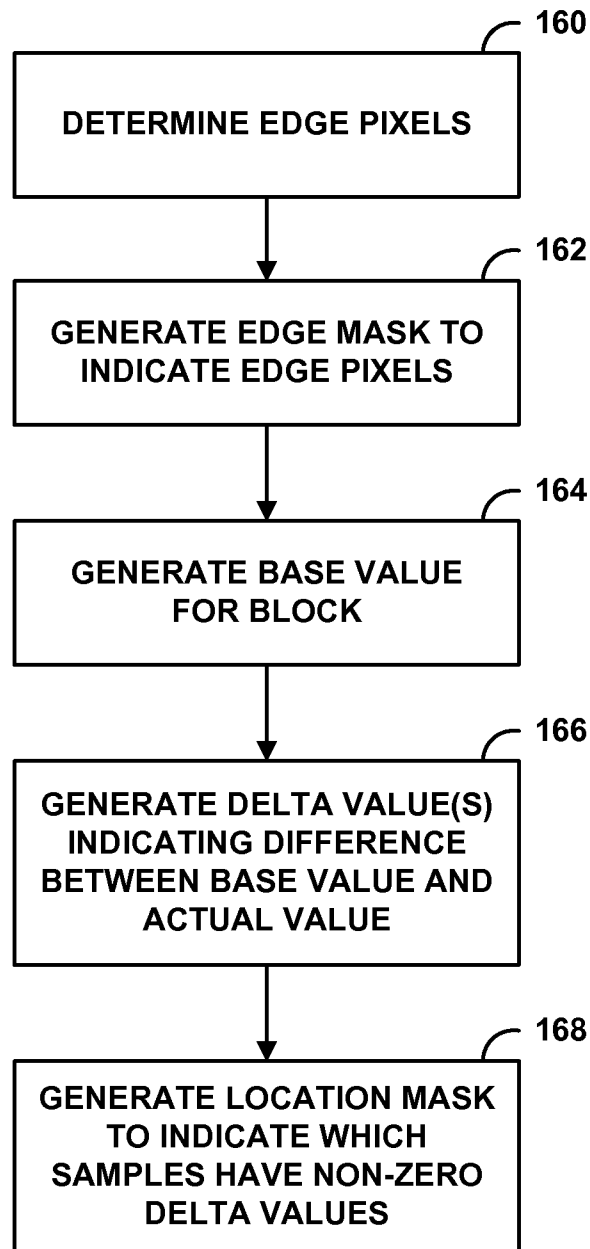 160
DETERMINE EDGE PIXELS
162
GENERATE EDGE MASK TO
INDICATE EDGE PIXELS
164
GENERATE BASE VALUE
FOR BLOCK
166
GENERATE DELTA VALUE(S)
INDICATING DIFFERENCE
BETWEEN BASE VALUE AND
ACTUAL VALUE
168
GENERATE LOCATION MASK
TO INDICATE WHICH
SAMPLES HAVE NON-ZERO
DELTA VALUES